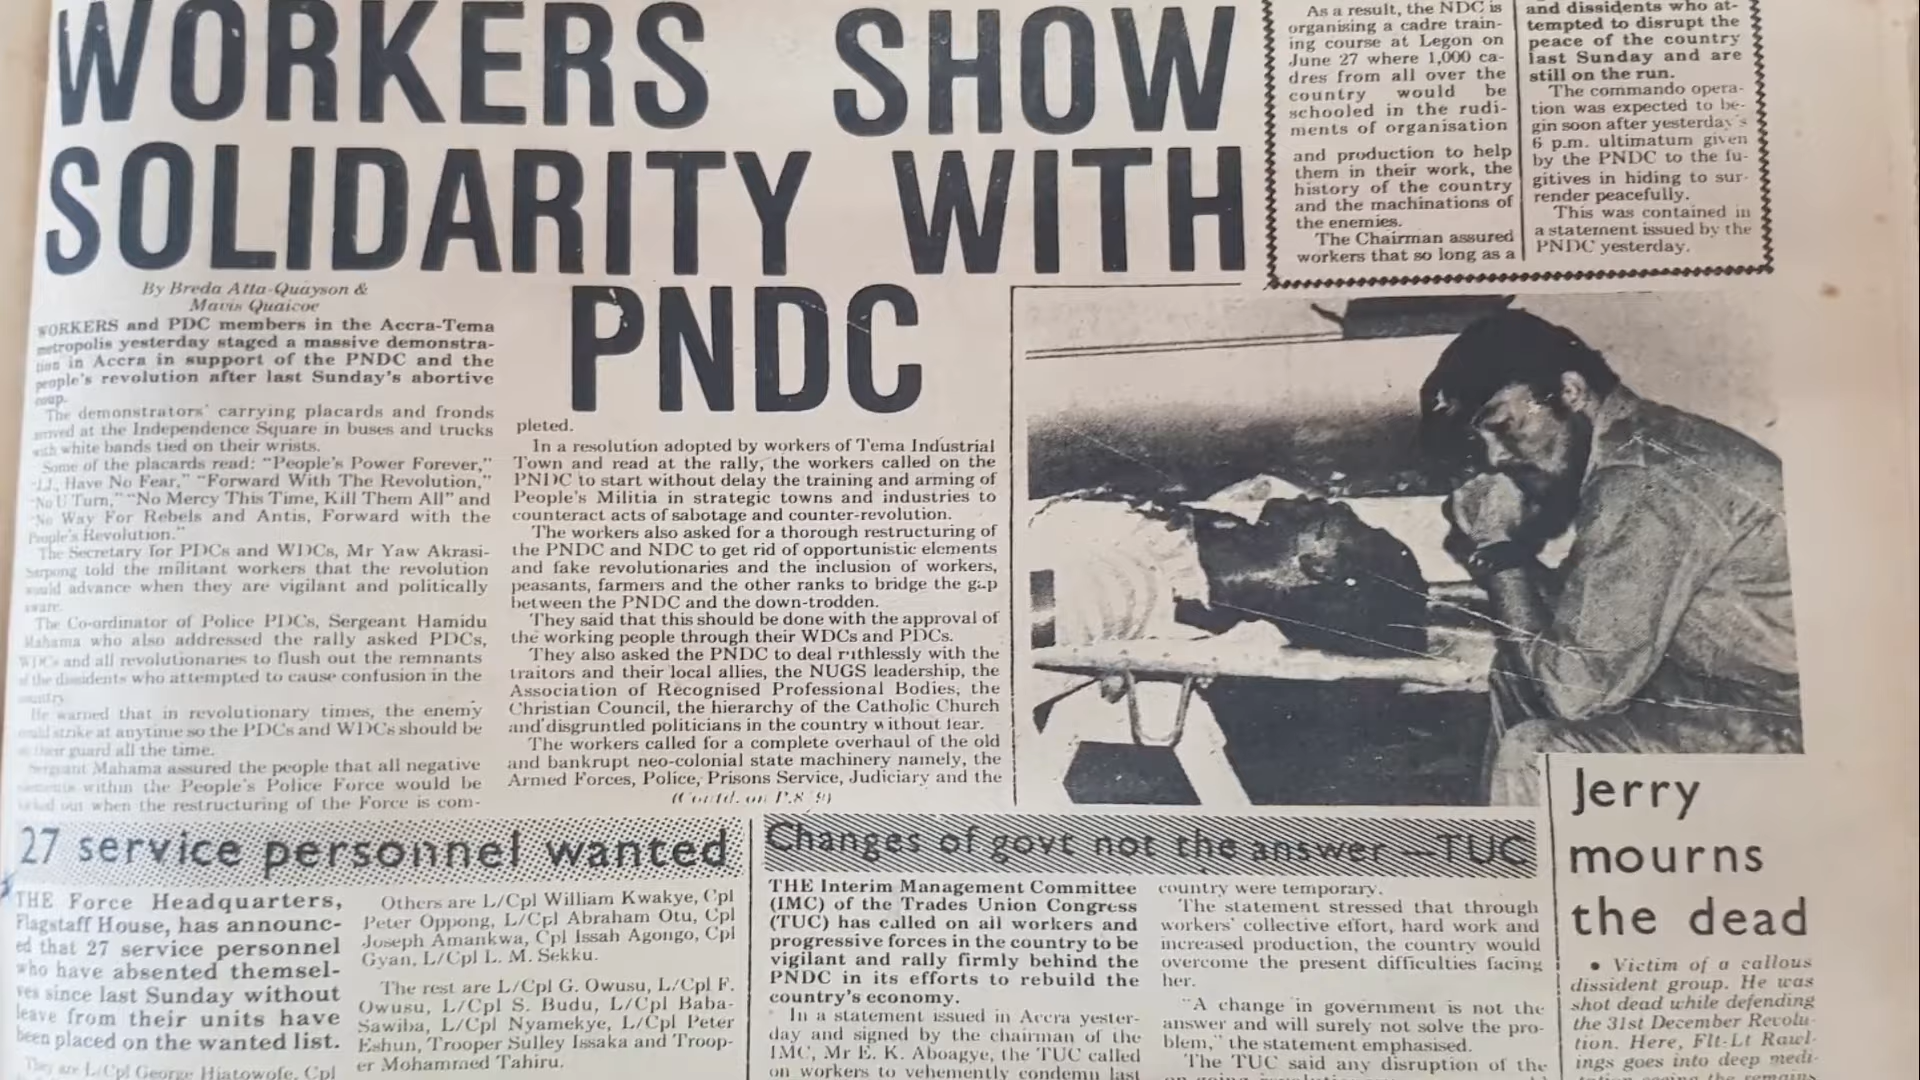 WORKERS SHOW
SOLIDARITY WITH
PNDC
By Breda Atta-Quayson &
Mavis Quaicoe
WORKERS and PDC members in the Accra-Tema
metropolis yesterday staged a massive demonstra-
tion in Accra in support of the PNDC and the
people's revolution after last Sunday's abortive
coup.
The demonstrators' carrying placards and fronds
arrived at the Independence Square in buses and trucks
with white bands tied on their wrists.
Some of the placards read: "People's Power Forever,"
"J.J. Have No Fear," "Forward With The Revolution,"
"No U Turn," "No Mercy This Time, Kill Them All" and
"No Way For Rebels and Antis, Forward with the
People's Revolution."
The Secretary for PDCs and WDCs, Mr Yaw Akrasi-
Sarpong told the militant workers that the revolution
would advance when they are vigilant and politically
aware.
The Co-ordinator of Police PDCs, Sergeant Hamidu
Mahama who also addressed the rally asked PDCs,
WDCs and all revolutionaries to flush out the remnants
of the dissidents who attempted to cause confusion in the
country.
He warned that in revolutionary times, the enemy
could strike at anytime so the PDCs and WDCs should be
on their guard all the time.
Sergeant Mahama assured the people that all negative
elements within the People's Police Force would be
out when the restructuring of the Force is com-
pleted.
In a resolution adopted by workers of Tema Industrial
Town and read at the rally, the workers called on the
PNDC to start without delay the training and arming of
People's Militia in strategic towns and industries to
counteract acts of sabotage and counter-revolution.
The workers also asked for a thorough restructuring of
the PNDC and NDC to get rid of opportunistic elements
and fake revolutionaries and the inclusion of workers,
peasants, farmers and the other ranks to bridge the gap
between the PNDC and the down-trodden.
They said that this should be done with the approval of
the working people through their WDCs and PDCs.
They also asked the PNDC to deal ruthlessly with the
traitors and their local allies, the NUGS leadership, the
Association of Recognised Professional Bodies, the
Christian Council, the hierarchy of the Catholic Church
and disgruntled politicians in the country without fear.
The workers called for a complete overhaul of the old
and bankrupt neo-colonial state machinery namely, the
Armed Forces, Police, Prisons Service, Judiciary and the
(Contd. on P.8/9)
As a result, the NDC is
organising a cadre train-
ing course at Legon on
June 27 where 1,000 ca-
dres from all over the
country would be
schooled in the rudi-
ments of organisation
and production to help
them in their work, the
history of the country
and the machinations of
the enemies.
The Chairman assured
workers that so long as a
and dissidents who at-
tempted to disrupt the
peace of the country
last Sunday and are
still on the run.
The commando opera-
tion was expected to be-
gin soon after yesterday's
6 p.m. ultimatum given
by the PNDC to the fu-
gitives in hiding to sur-
render peacefully.
This was contained in
a statement issued by the
PNDC yesterday.
27 service personnel wanted
THE Force Headquarters,
Flagstaff House, has announc-
ed that 27 service personnel
who have absented themsel-
ves since last Sunday without
leave from their units have
been placed on the wanted list.
They are L/Cpl George Hiatowofe, Cpl
Others are L/Cpl William Kwakye, Cpl
Peter Oppong, L/Cpl Abraham Otu, Cpl
Joseph Amankwa, Cpl Issah Agongo, Cpl
Gyan, L/Cpl L. M. Sekku.
The rest are L/Cpl G. Owusu, L/Cpl F.
Owusu, L/Cpl S. Budu, L/Cpl Baba-
Sawiba, L/Cpl Nyamekye, L/Cpl Peter
Eshun, Trooper Sulley Issaka and Troop-
er Mohammed Tahiru.
Changes of govt not the answer —TUC
THE Interim Management Committee
(IMC) of the Trades Union Congress
(TUC) has called on all workers and
progressive forces in the country to be
vigilant and rally firmly behind the
PNDC in its efforts to rebuild the
country's economy.
In a statement issued in Accra yester-
day and signed by the chairman of the
IMC, Mr E. K. Aboagye, the TUC called
on workers to vehemently condemn last
country were temporary.
The statement stressed that through
workers' collective effort, hard work and
increased production, the country would
overcome the present difficulties facing
her.
"A change in government is not the
answer and will surely not solve the pro-
blem," the statement emphasised.
The TUC said any disruption of the
Jerry
mourns
the dead
• Victim of a callous
dissident group. He was
shot dead while defending
the 31st December Revolu-
tion. Here, Flt-Lt Rawl-
ings goes into deep medi-